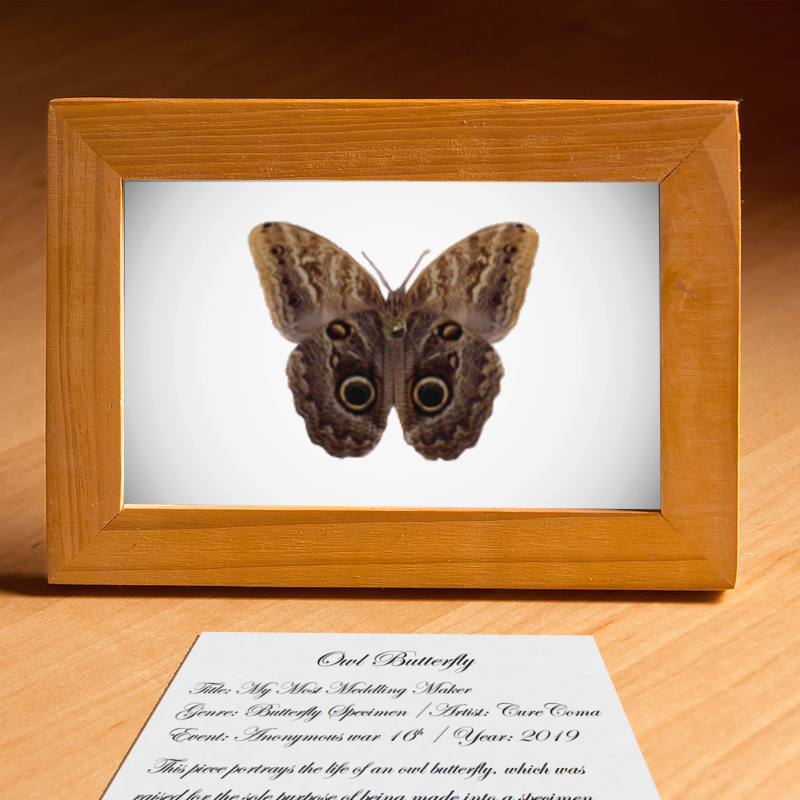 Owl Butterfly
Title: My Most Meddling Maker
Genre: Butterfly Specimen / Artist: CureComa
Event: Anonymous war 16th / Year: 2019
This piece portrays the life of an owl butterfly, which was
raised for the sole purpose of being made into a specimen.